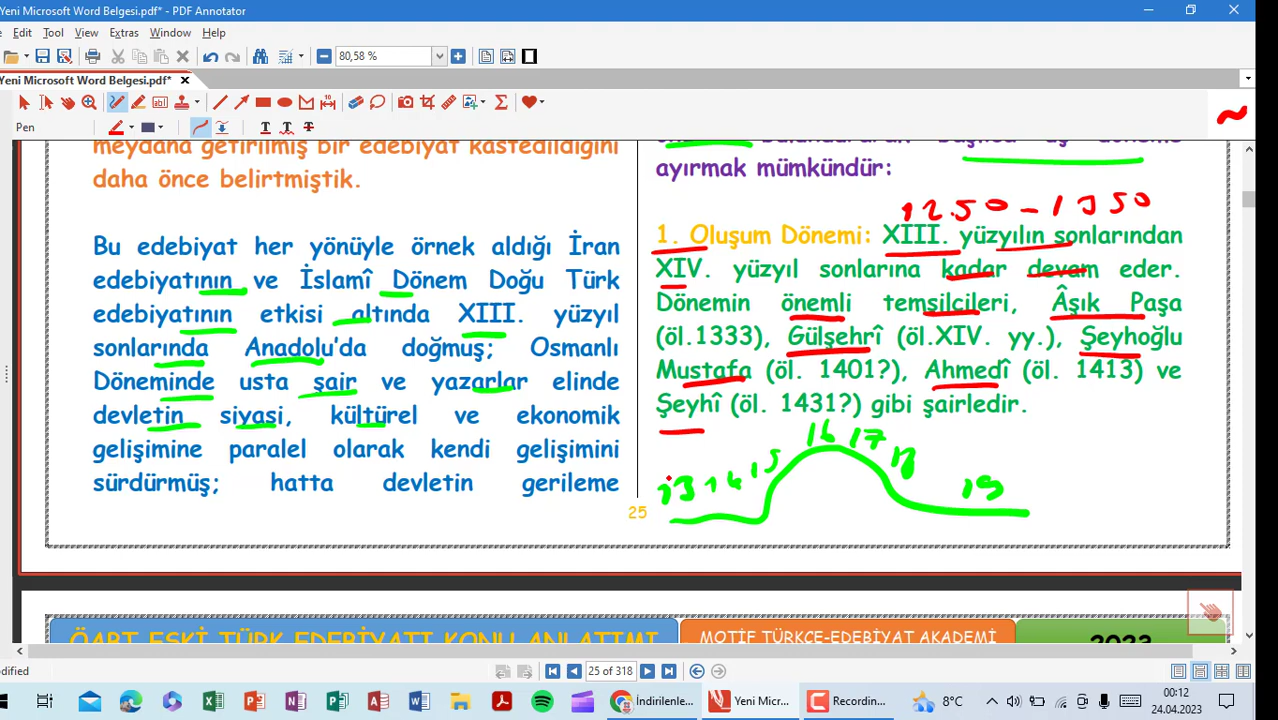 Yeni Microsoft Word Belgesi.pdf* - PDF Annotator
Edit Tool View Extras Window Help
80,58 %
Yeni Microsoft Word Belgesi.pdf*
Pen
meydana getirilmiş bir edebiyat kastedildiğini
daha önce belirtmiştik.
Bu edebiyat her yönüyle örnek aldığı İran
edebiyatının ve İslamî Dönem Doğu Türk
edebiyatının etkisi altında XIII. yüzyıl
sonlarında Anadolu’da doğmuş; Osmanlı
Döneminde usta şair ve yazarlar elinde
devletin siyasi, kültürel ve ekonomik
gelişimine paralel olarak kendi gelişimini
sürdürmüş; hatta devletin gerileme
ayırmak mümkündür:
1250-1350
1. Oluşum Dönemi: XIII. yüzyılın sonlarından
XIV. yüzyıl sonlarına kadar devam eder.
Dönemin önemli temsilcileri, Âşık Paşa
(öl.1333), Gülşehrî (öl.XIV. yy.), Şeyhoğlu
Mustafa (öl. 1401?), Ahmedî (öl. 1413) ve
Şeyhî (öl. 1431?) gibi şairledir.
13 14 15 16 17 18 19
25
ÖABT ESKİ TÜRK EDEBİYATI KONU ANLATIMI
MOTİF TÜRKÇE-EDEBİYAT AKADEMİ
2023
odified
25 of 318
İndirilenle...
Yeni Micr...
Recording...
8°C
00:12
24.04.2023